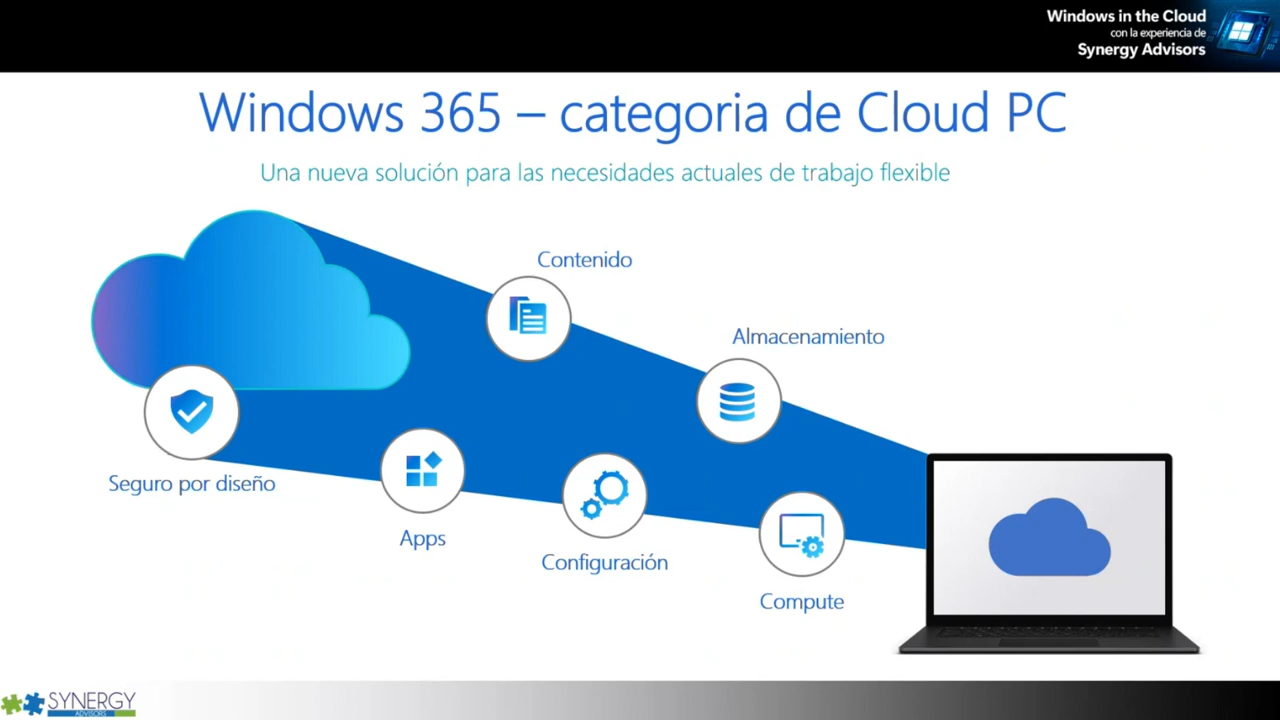 Windows in the Cloud
con la experiencia de
Synergy Advisors
Windows 365 – categoria de Cloud PC
Una nueva solución para las necesidades actuales de trabajo flexible
Contenido
Almacenamiento
Seguro por diseño
Apps
Configuración
Compute
SYNERGY
ADVISORS